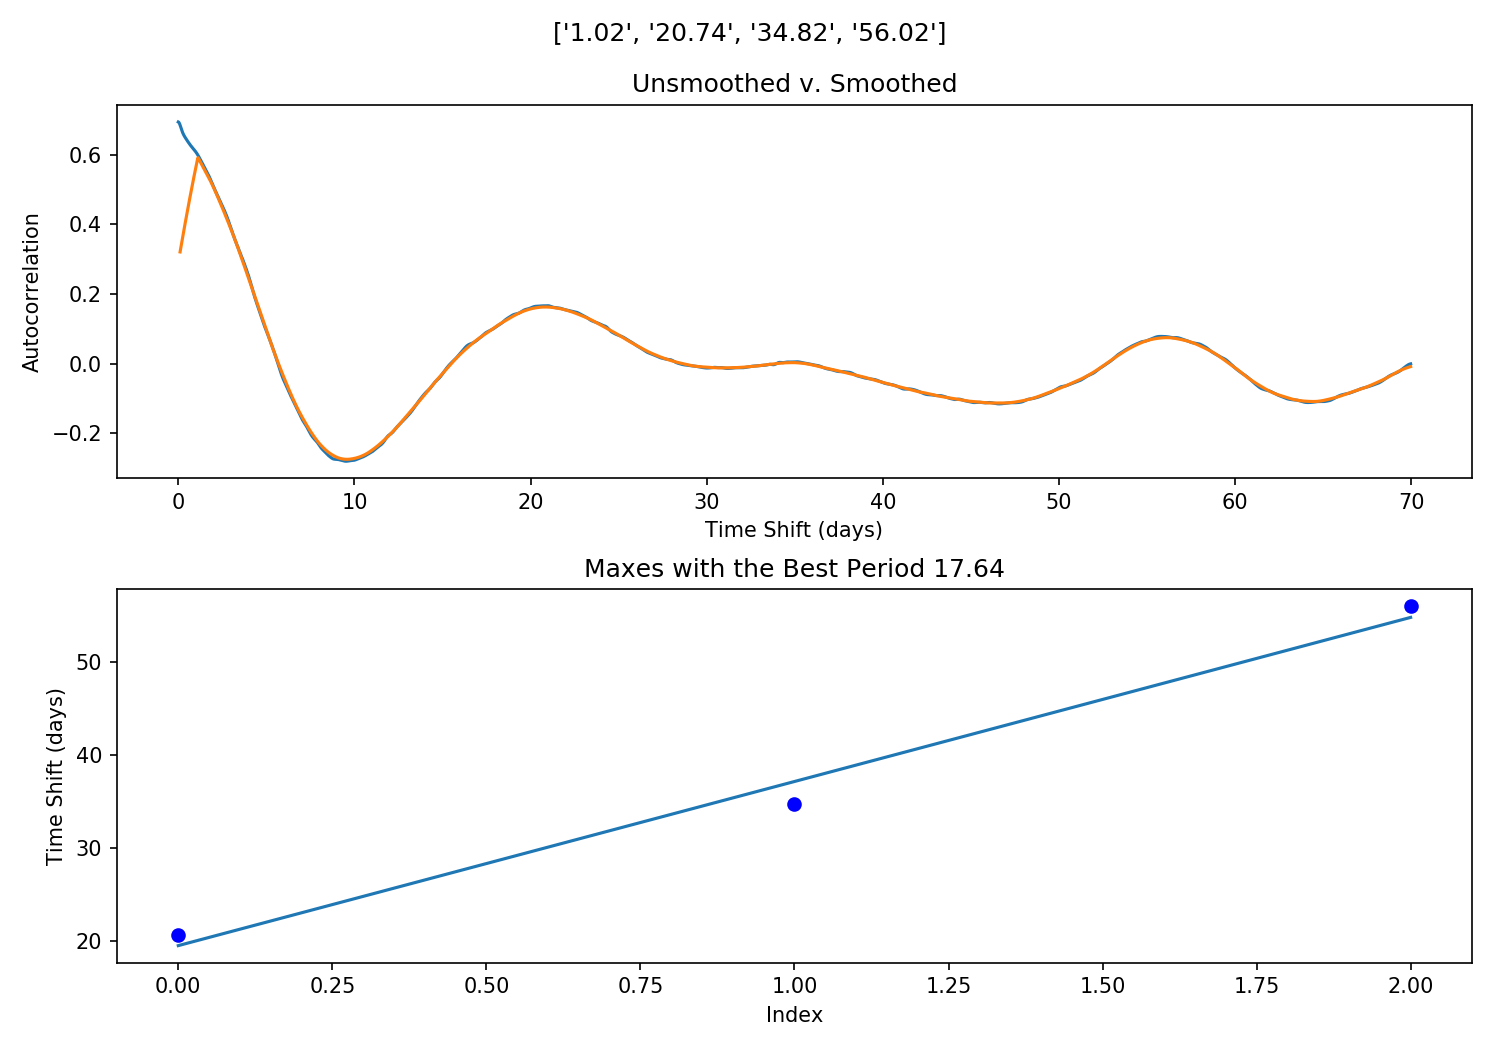 ['1.02', '20.74', '34.82', '56.02']
Unsmoothed v. Smoothed
Autocorrelation
0.6
0.4
0.2
0.0
−0.2
0 10 20 30 40 50 60 70
Time Shift (days)
Maxes with the Best Period 17.64
Time Shift (days)
50
40
30
20
0.00 0.25 0.50 0.75 1.00 1.25 1.50 1.75 2.00
Index